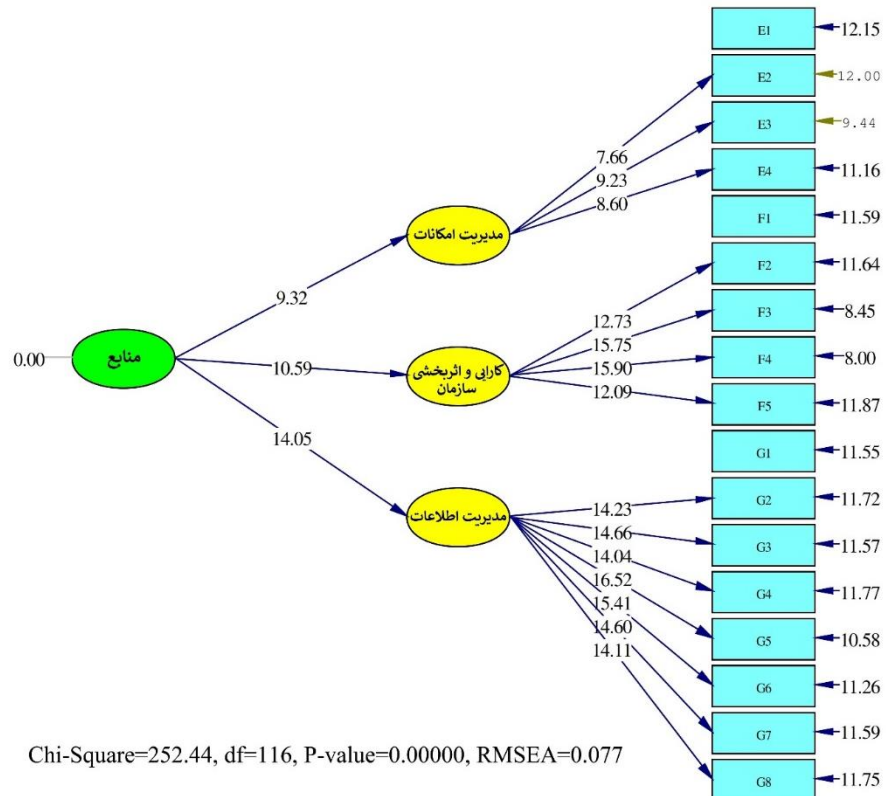 E1
12.15
E2
12.00
E3
9.44
7.66
9.23
8.60
E4
11.16
مدیریت امکانات
F1
11.59
F2
11.64
9.32
F3
8.45
12.73
15.75
15.90
12.09
0.00
منابع
10.59
کارایی و اثربخشی
سازمان
F4
8.00
F5
11.87
14.05
G1
11.55
G2
11.72
مدیریت اطلاعات
14.23
14.66
14.04
16.52
15.41
14.60
14.11
G3
11.57
G4
11.77
G5
10.58
G6
11.26
G7
11.59
G8
11.75
Chi-Square=252.44, df=116, P-value=0.00000, RMSEA=0.077